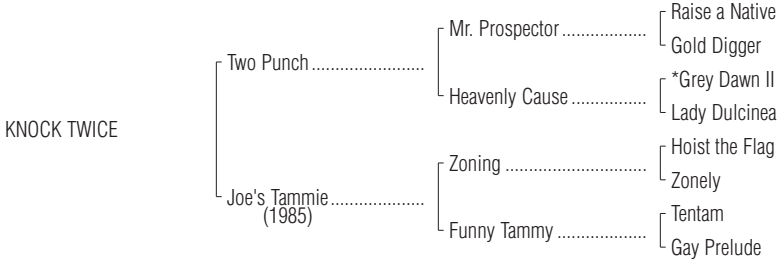 Raise a Native
Mr. Prospector..................
Gold Digger
Two Punch.......................
*Grey Dawn II
Heavenly Cause................
Lady Dulcinea
KNOCK TWICE
Hoist the Flag
Zoning ..............................
Zonely
Joe's Tammie....................
(1985)
Tentam
Funny Tammy ...................
Gay Prelude